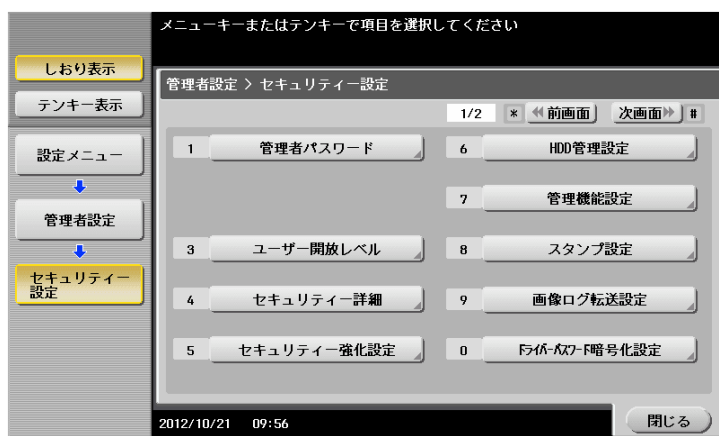 メニューキーまたはテンキーで項目を選択してください
しおり表示
テンキー表示
設定メニュー
管理者設定
セキュリティー
設定
管理者設定 > セキュリティー設定
1/2 * 前画面 次画面 #
1 管理者パスワード
6 HDD管理設定
7 管理機能設定
3 ユーザー開放レベル
8 スタンプ設定
4 セキュリティー詳細
9 画像ログ転送設定
5 セキュリティー強化設定
0 ドライバーパスワード暗号化設定
2012/10/21 09:56
閉じる